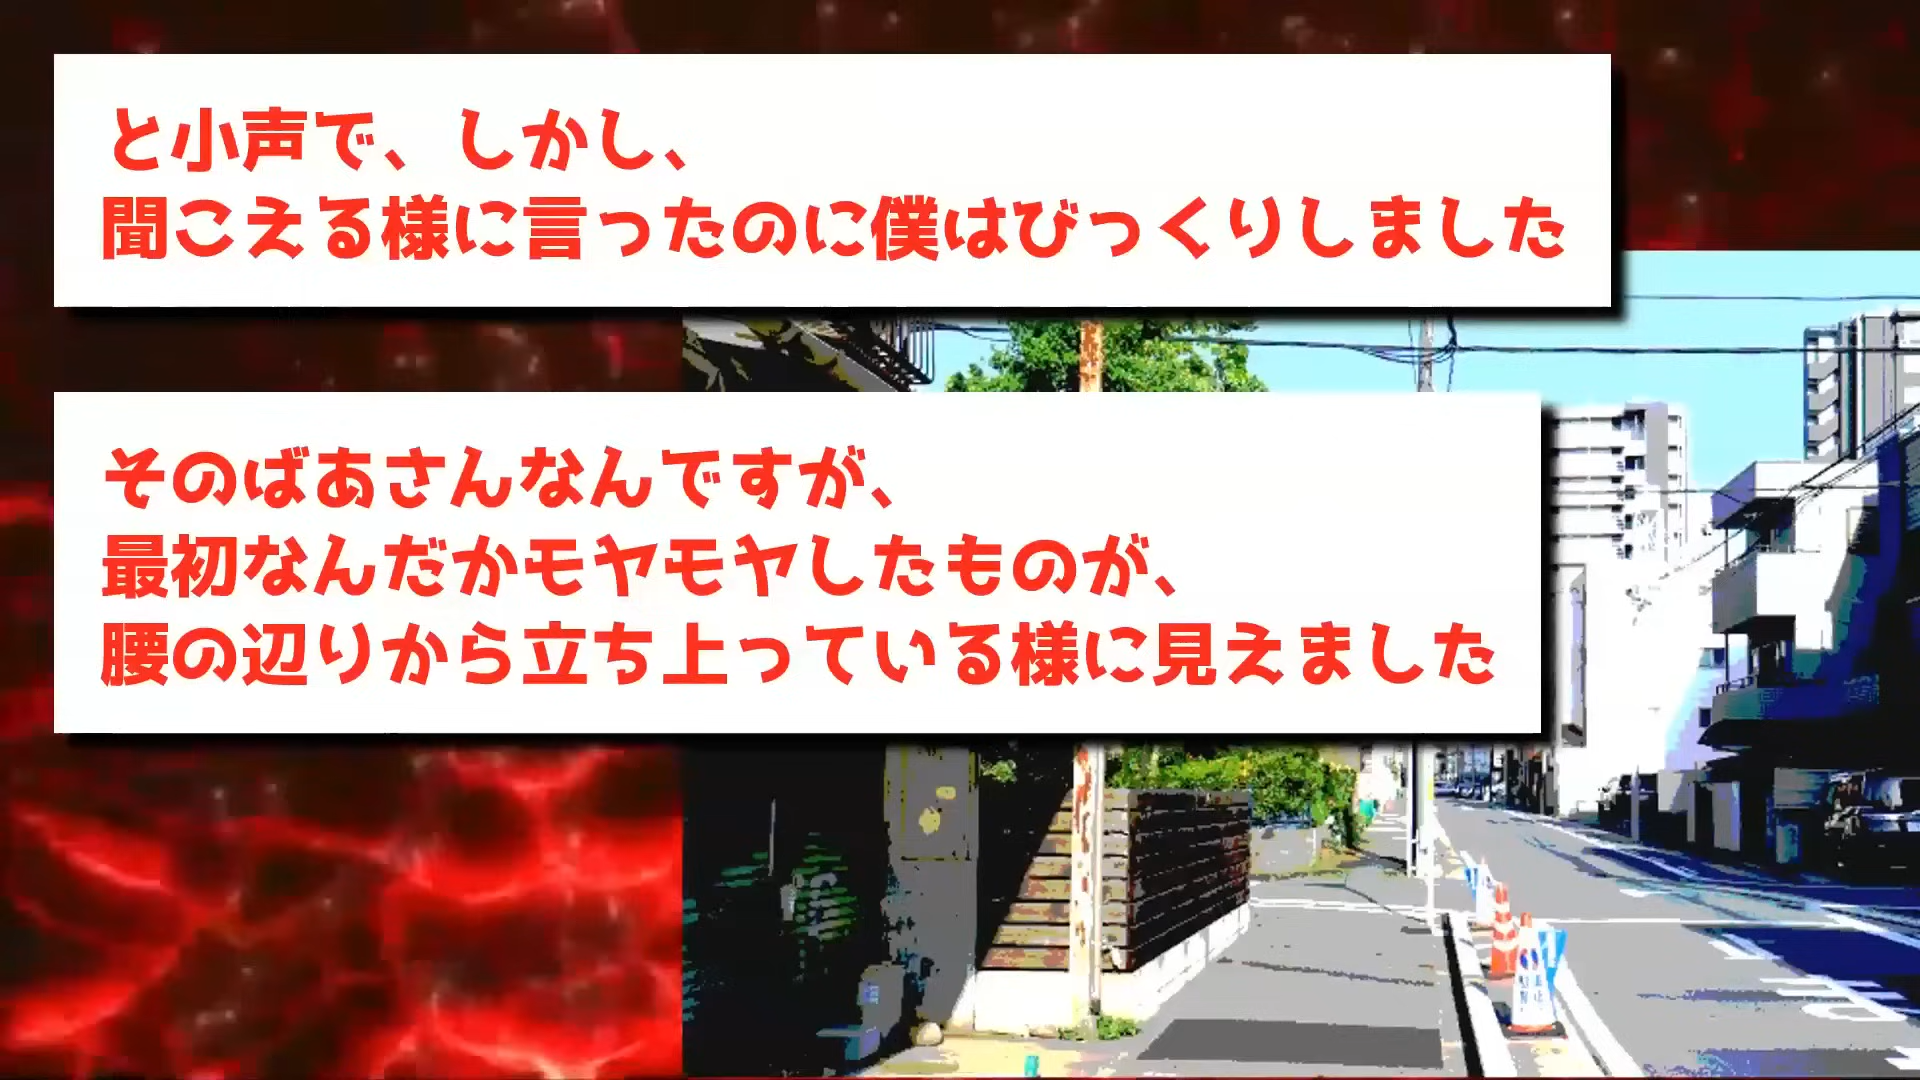 と小声で、しかし、
聞こえる様に言ったのに僕はびっくりしました
そのばあさんなんですが、
最初なんだかモヤモヤしたものが、
腰の辺りから立ち上っている様に見えました